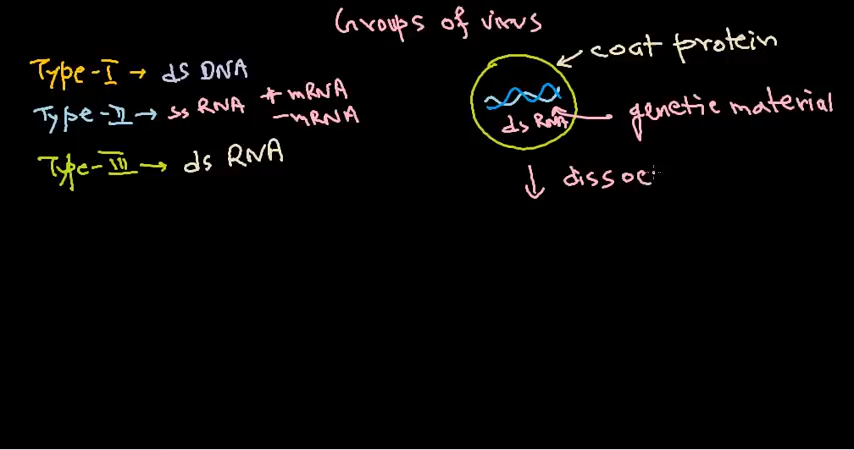 Groups of virus
Type-I → ds DNA
Type-II → ss RNA + mRNA
- mRNA
Type-III → ds RNA
coat protein
ds RNA
genetic material
↓ dissoc